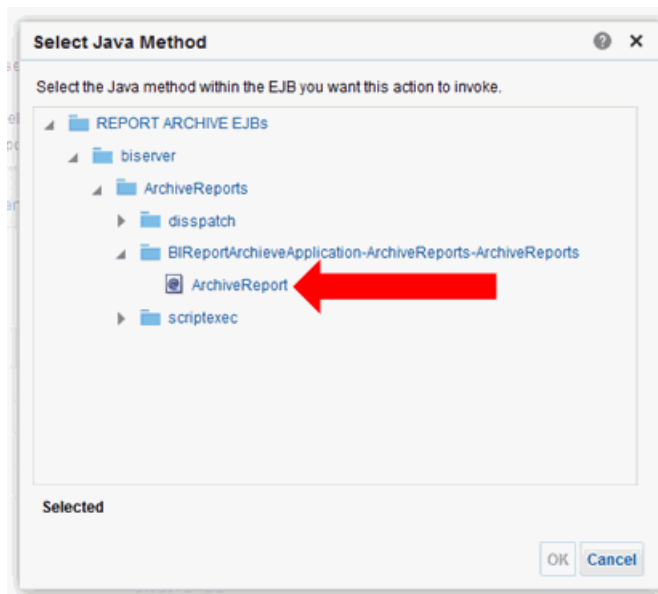 Select Java Method
Select the Java method within the EJB you want this action to invoke.
REPORT ARCHIVE EJBs
biserver
ArchiveReports
disspatch
BIReportArchieveApplication-ArchiveReports-ArchiveReports
ArchiveReport
scriptexec
Selected
OK Cancel